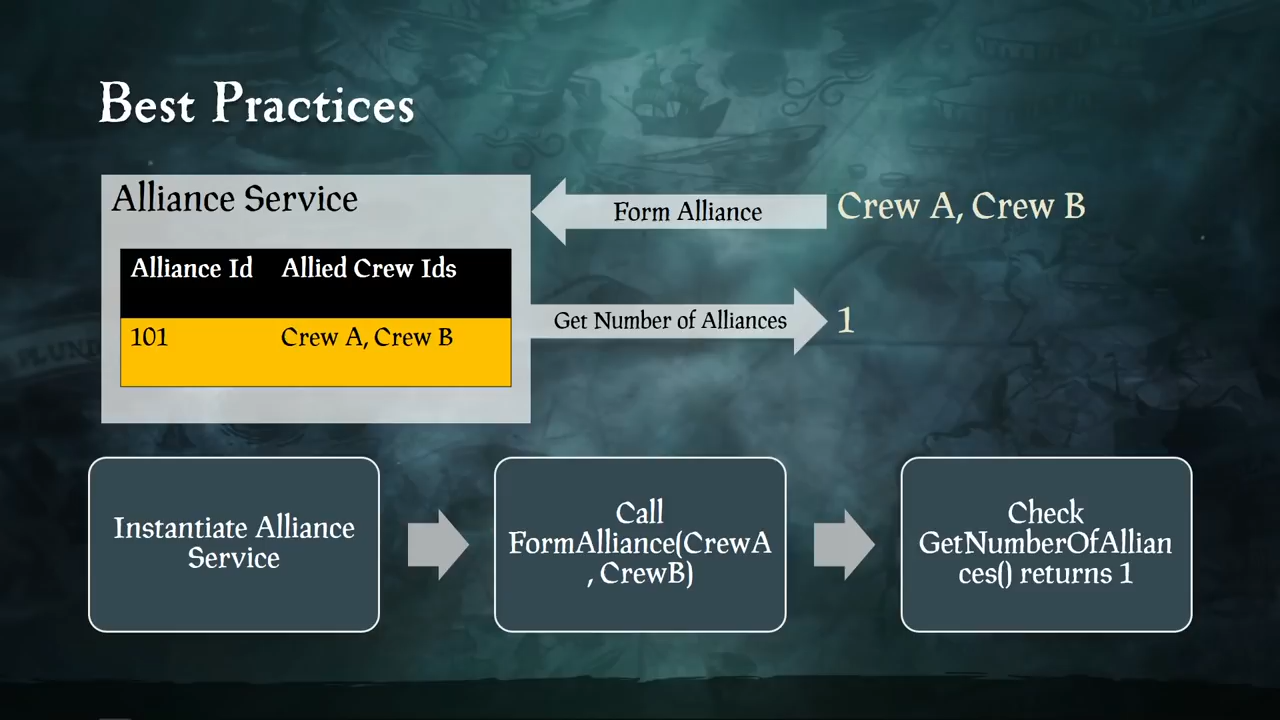 Best Practices
Alliance Service
Form Alliance
Crew A, Crew B
Alliance Id Allied Crew Ids
101 Crew A, Crew B
Get Number of Alliances
1
PLUND
Instantiate Alliance
Service
Call
FormAlliance(CrewA
, CrewB)
Check
GetNumberOfAllian
ces() returns 1